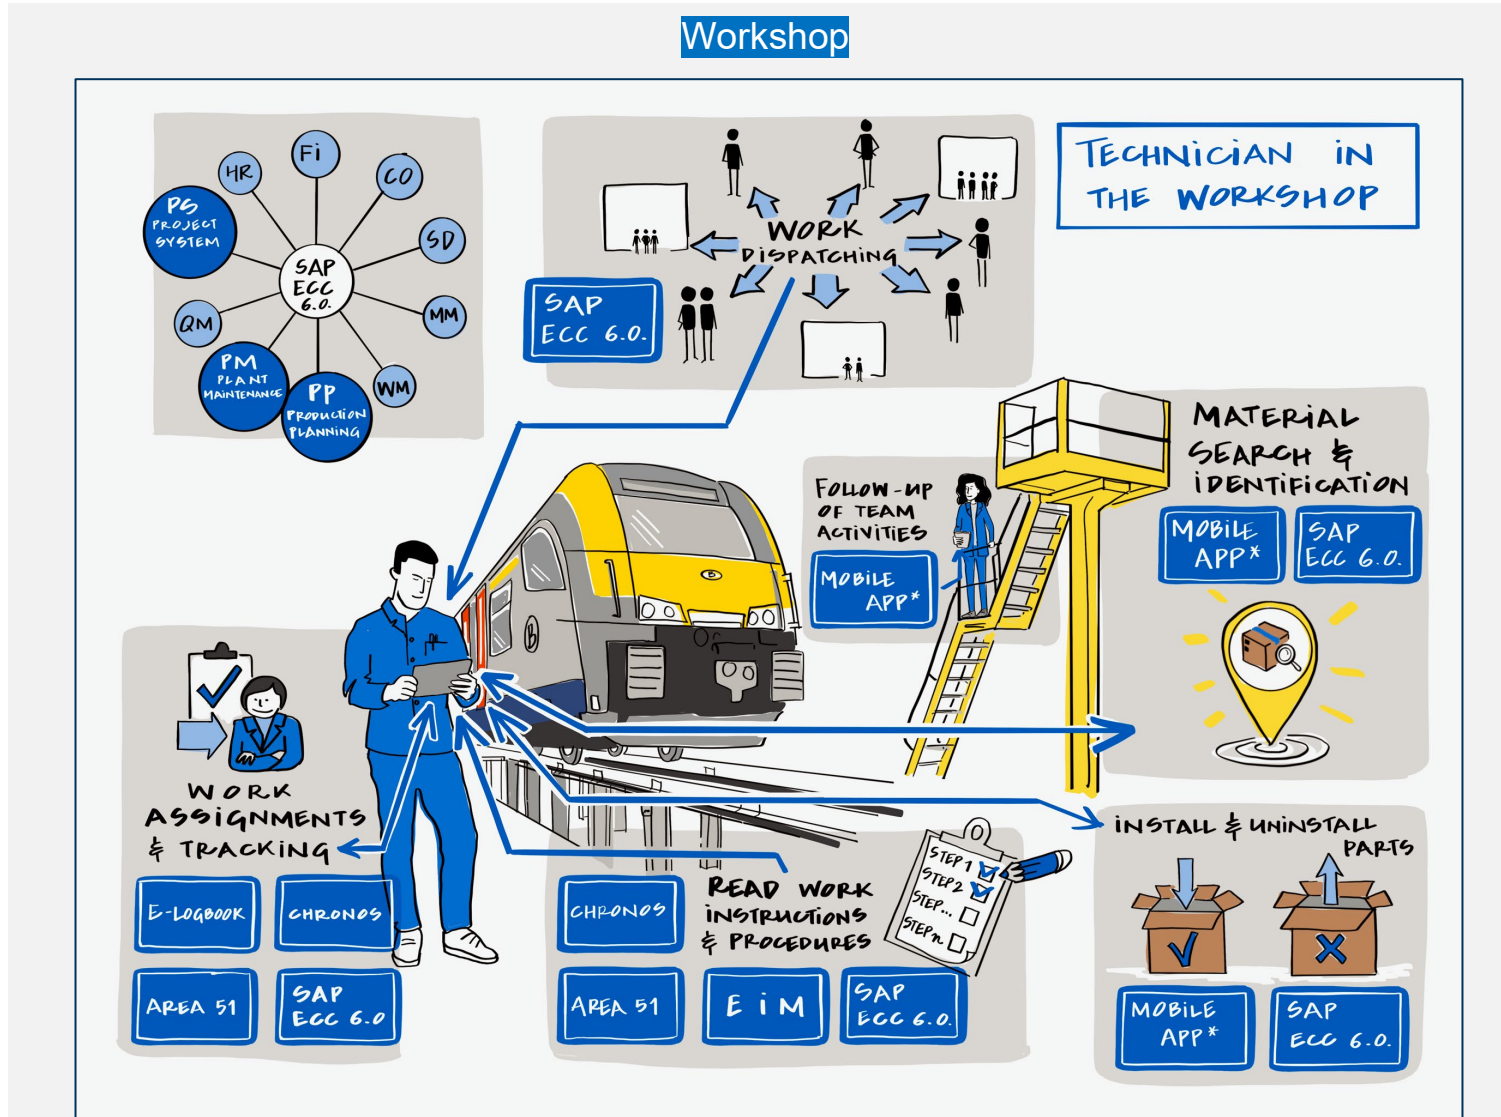 Workshop
TECHNICIAN IN
THE WORKSHOP
HR
Fi
CO
PS
PROJECT
SYSTEM
SD
SAP
ECC
6.0.
QM
MM
PM
PLANT
MAINTENANCE
PP
PRODUCTION
PLANNING
WM
WORK
DISPATCHING
SAP
ECC 6.0.
FOLLOW-UP
OF TEAM
ACTIVITIES
MOBILE
APP*
MATERIAL
SEARCH &
IDENTIFICATION
MOBILE
APP*
SAP
ECC 6.0.
B
B
WORK
ASSIGNMENTS
& TRACKING
E-LOGBOOK
CHRONOS
AREA 51
SAP
ECC 6.0
READ WORK
INSTRUCTIONS
& PROCEDURES
CHRONOS
AREA 51
EiM
SAP
ECC 6.0.
STEP 1
STEP 2
STEP...
STEP n
INSTALL & UNINSTALL
PARTS
MOBILE
APP*
SAP
ECC 6.0.